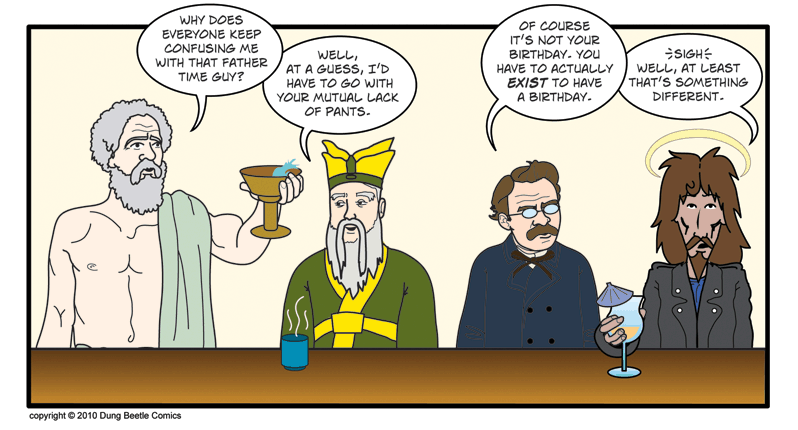 WHY DOES
EVERYONE KEEP
CONFUSING ME
WITH THAT FATHER
TIME GUY?
WELL,
AT A GUESS, I'D
HAVE TO GO WITH
YOUR MUTUAL LACK
OF PANTS.
OF COURSE
IT'S NOT YOUR
BIRTHDAY. YOU
HAVE TO ACTUALLY
EXIST TO HAVE
A BIRTHDAY.
SIGH
WELL, AT LEAST
THAT'S SOMETHING
DIFFERENT.
copyright © 2010 Dung Beetle Comics